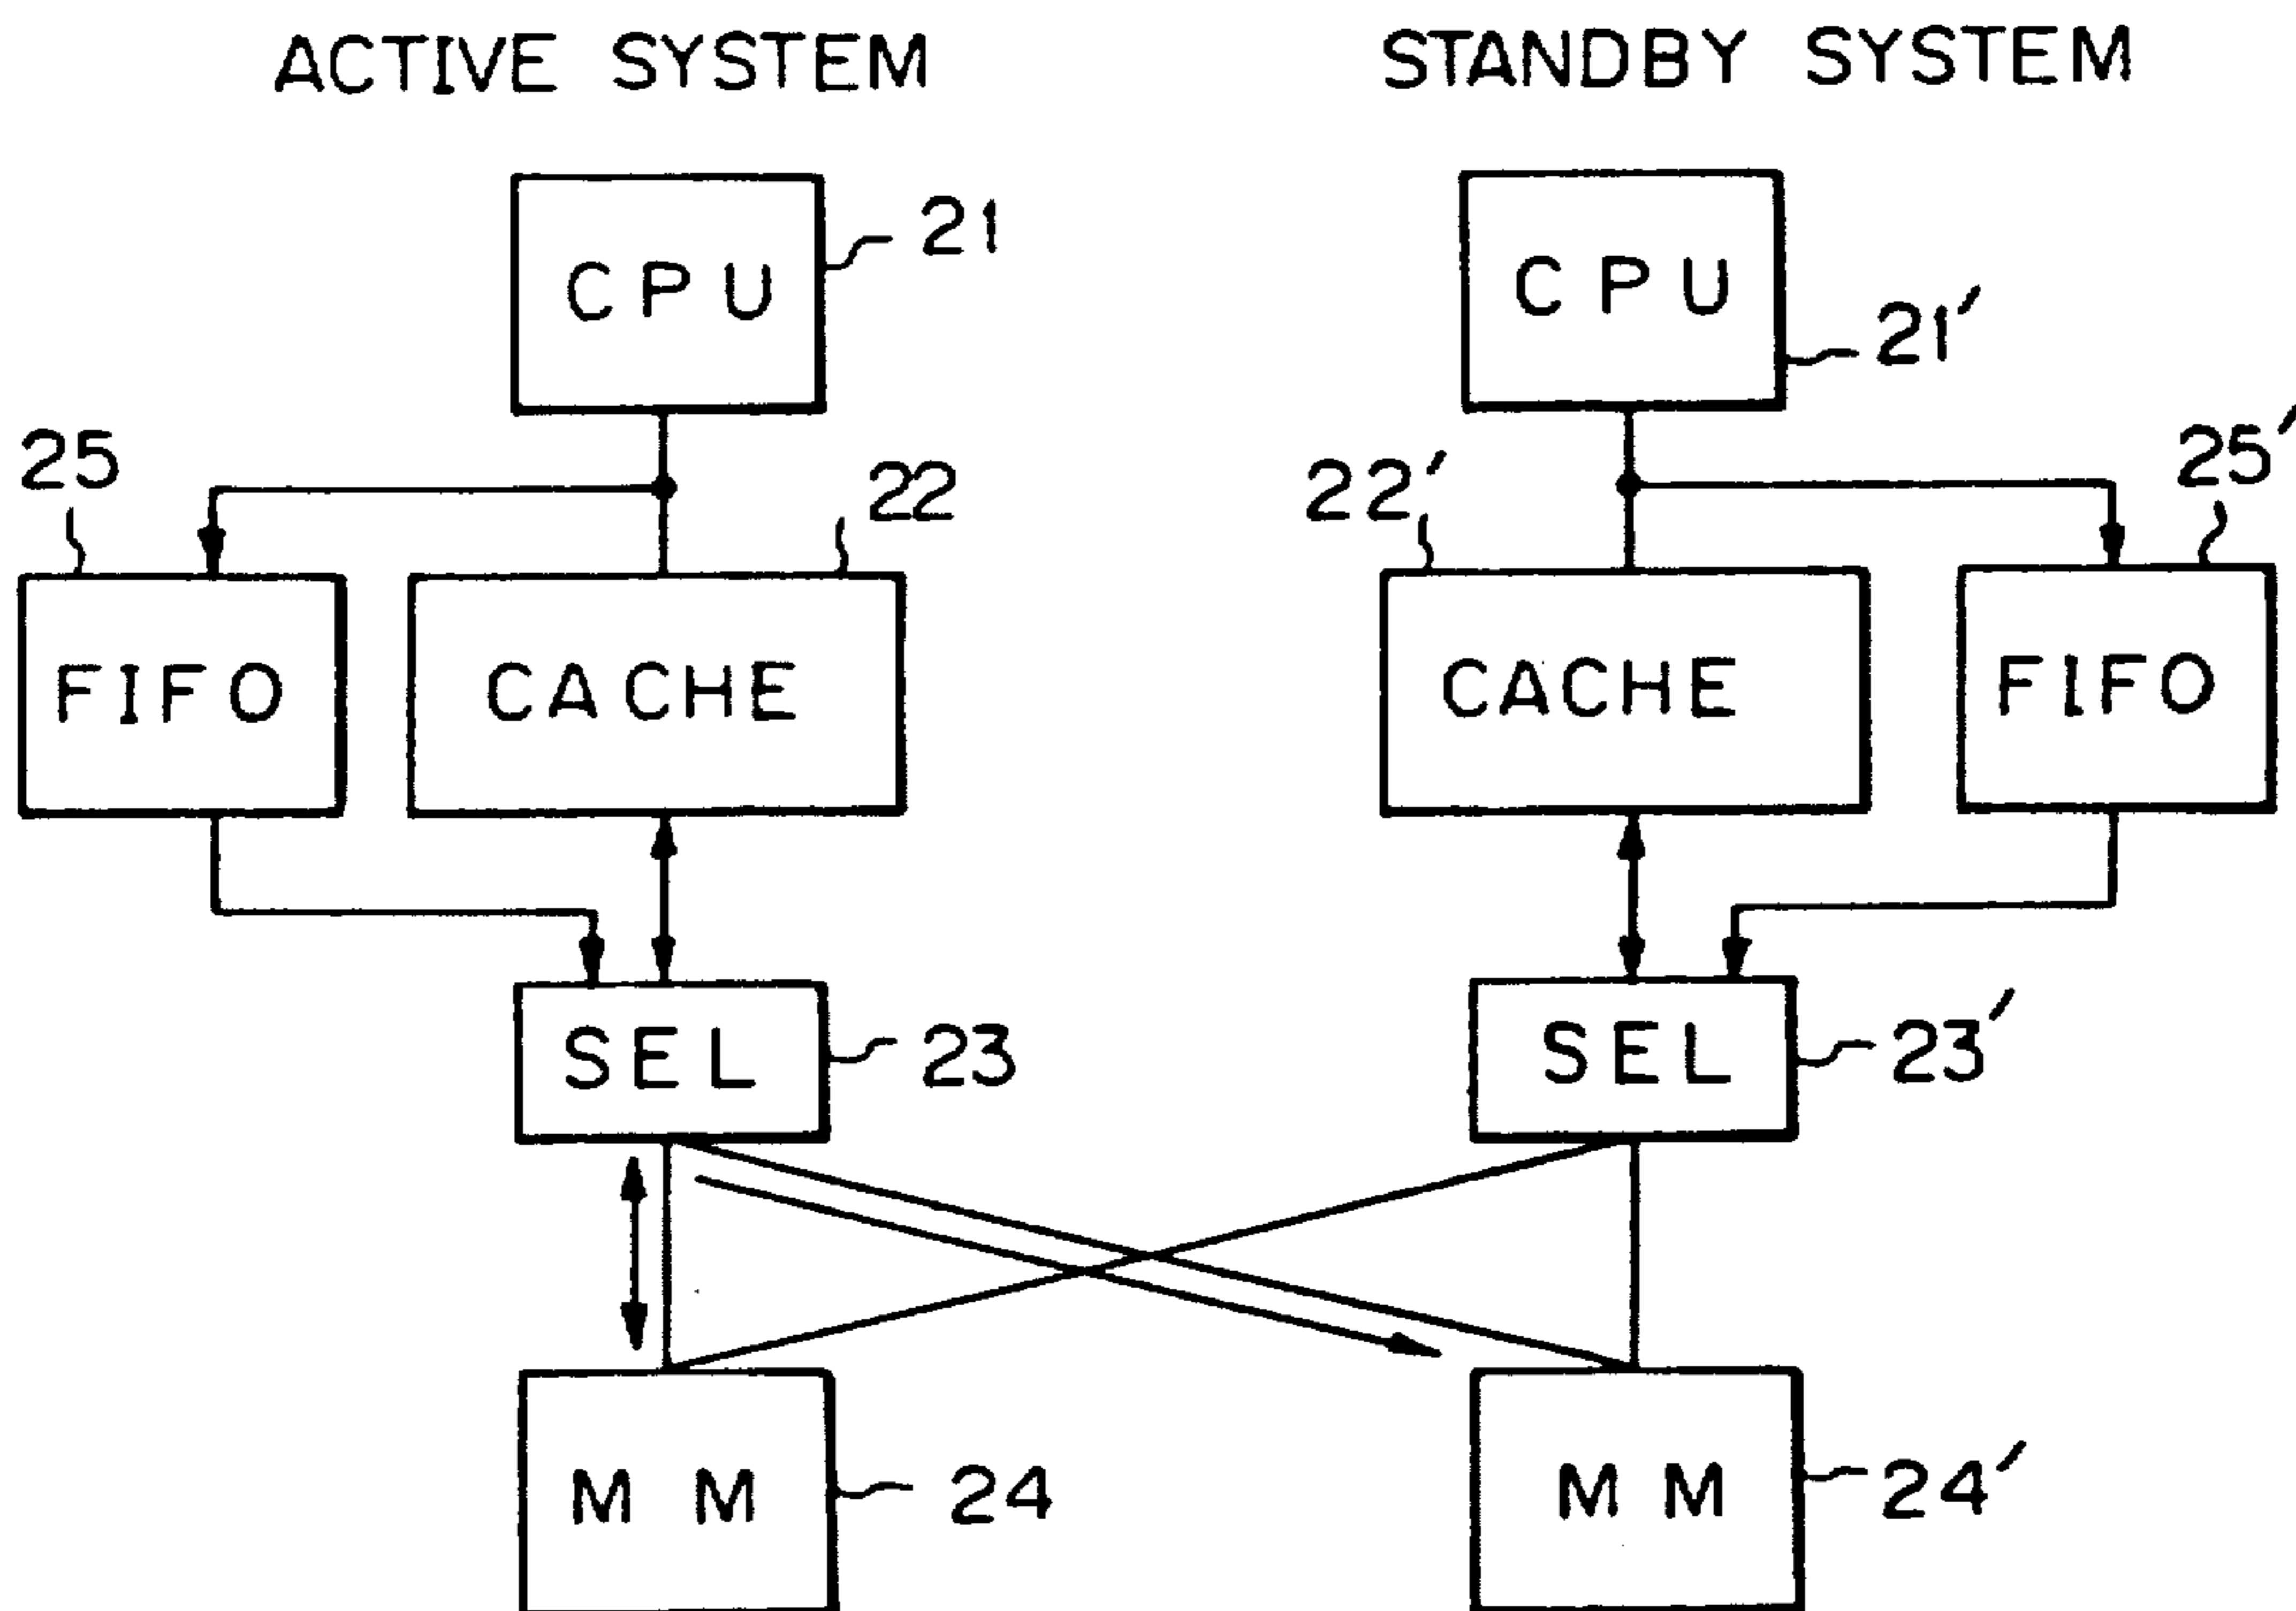 ACTIVE SYSTEM
STANDBY SYSTEM
CPU
21
CPU
21′
25
22
22′
25′
FIFO
CACHE
CACHE
FIFO
SEL
23
SEL
23′
MM
24
MM
24′